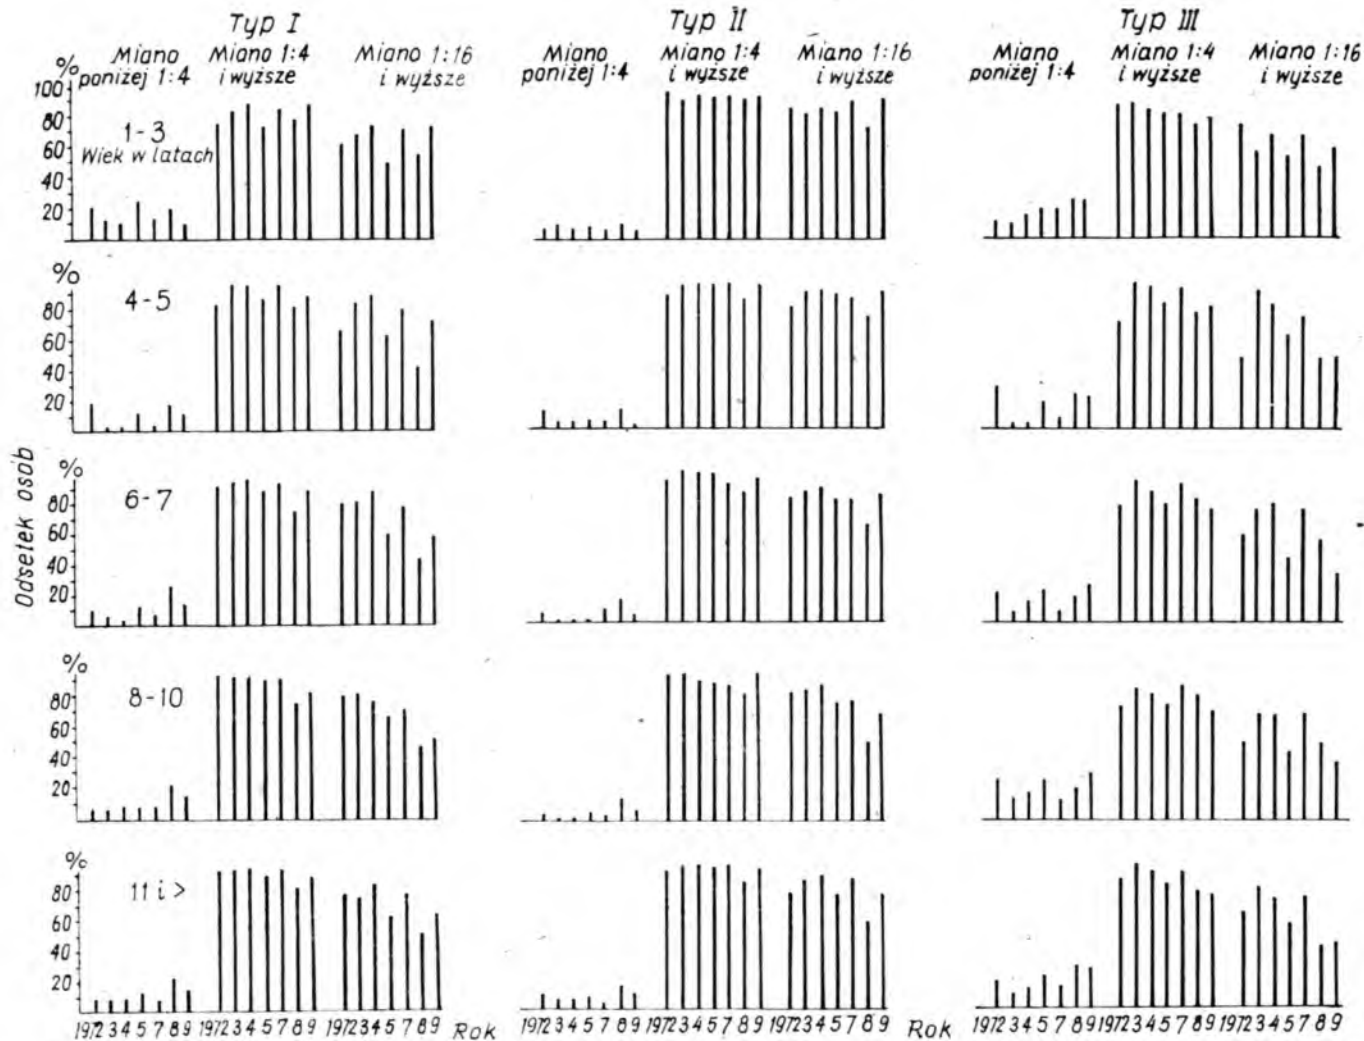 Typ I
Typ II
Typ III
Miano
poniżej 1:4
Miano 1:4
i wyższe
Miano 1:16
i wyższe
Miano
poniżej 1:4
Miano 1:4
i wyższe
Miano 1:16
i wyższe
Miano
poniżej 1:4
Miano 1:4
i wyższe
Miano 1:16
i wyższe
%
100
80
60
40
20
1-3
Wiek w latach
%
80
60
40
20
4-5
Odsetek osób
%
80
60
40
20
6-7
%
80
60
40
20
8-10
%
80
60
40
20
11 i >
1972 3 4 5 7 8 9 1972 3 4 5 7 8 9 1972 3 4 5 7 8 9 Rok
1972 3 4 5 7 8 9 1972 3 4 5 7 8 9 1972 3 4 5 7 8 9 Rok
1972 3 4 5 7 8 9 1972 3 4 5 7 8 9 1972 3 4 5 7 8 9